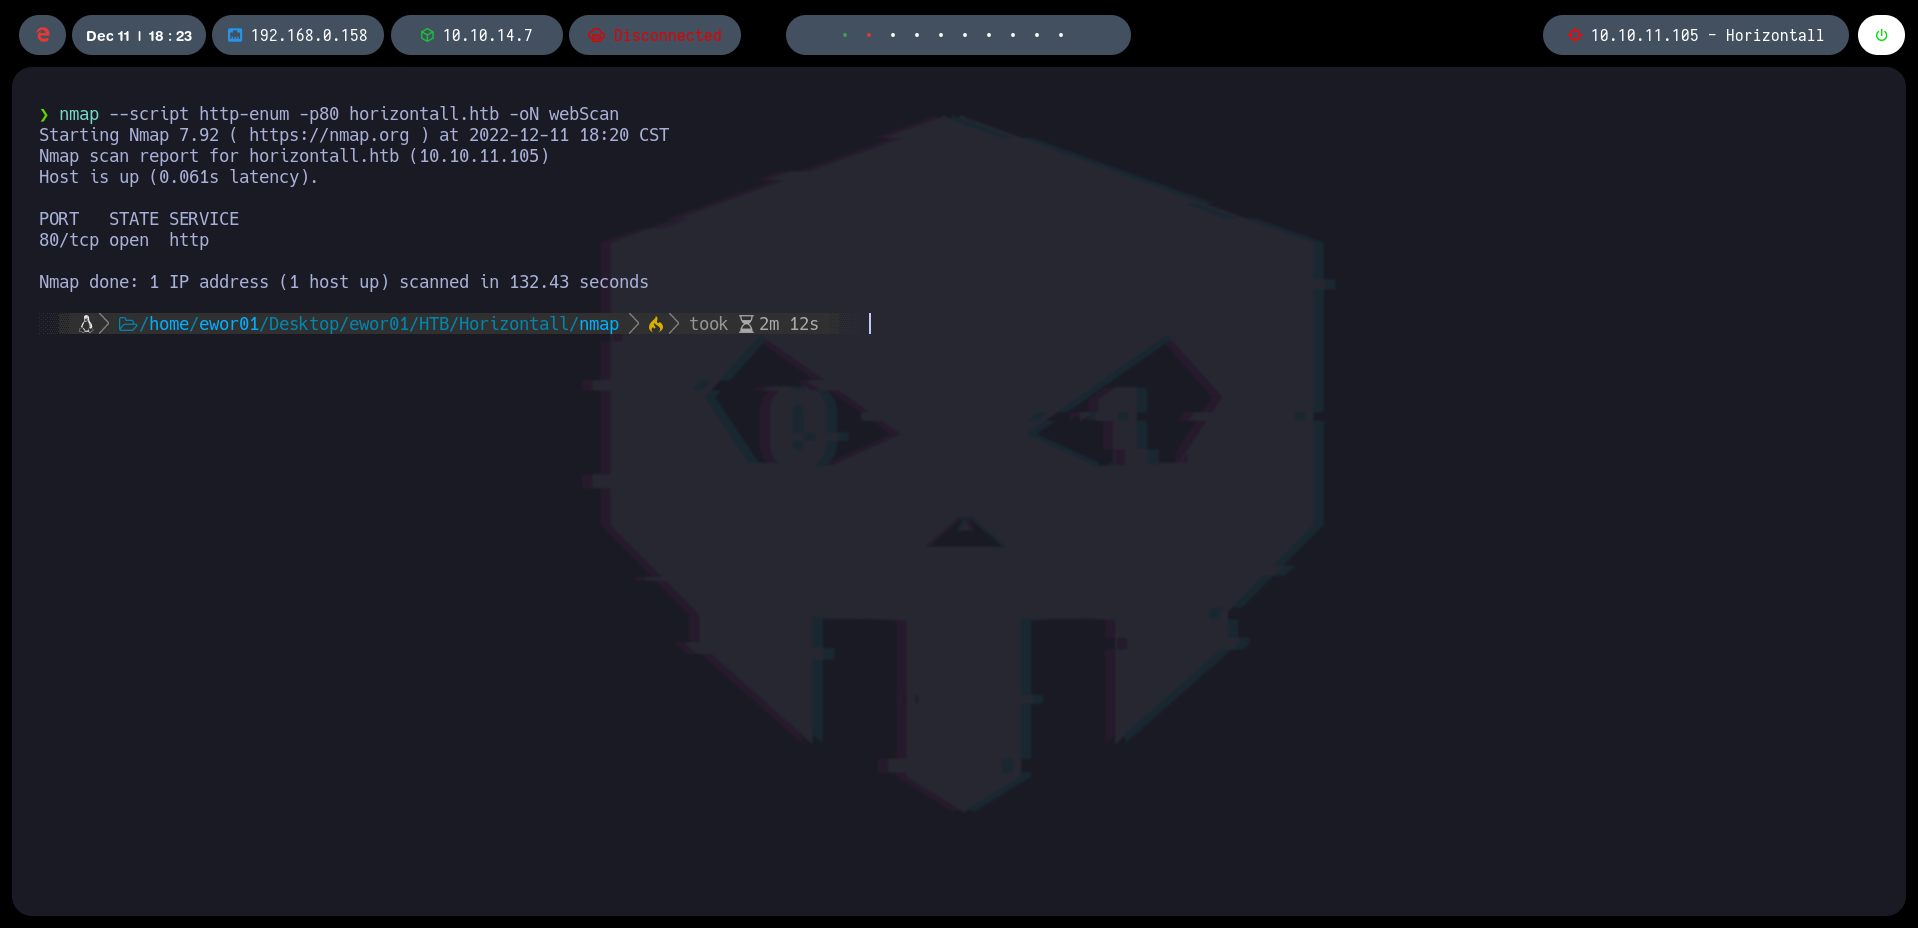 Dec 11 | 18 : 23 192.168.0.158 10.10.14.7 Disconnected 10.10.11.105 - Horizontall
❯ nmap --script http-enum -p80 horizontall.htb -oN webScan
Starting Nmap 7.92 ( https://nmap.org ) at 2022-12-11 18:20 CST
Nmap scan report for horizontall.htb (10.10.11.105)
Host is up (0.061s latency).
PORT   STATE SERVICE
80/tcp open  http
Nmap done: 1 IP address (1 host up) scanned in 132.43 seconds
/home/ewor01/Desktop/ewor01/HTB/Horizontall/nmap took 2m 12s
0 1